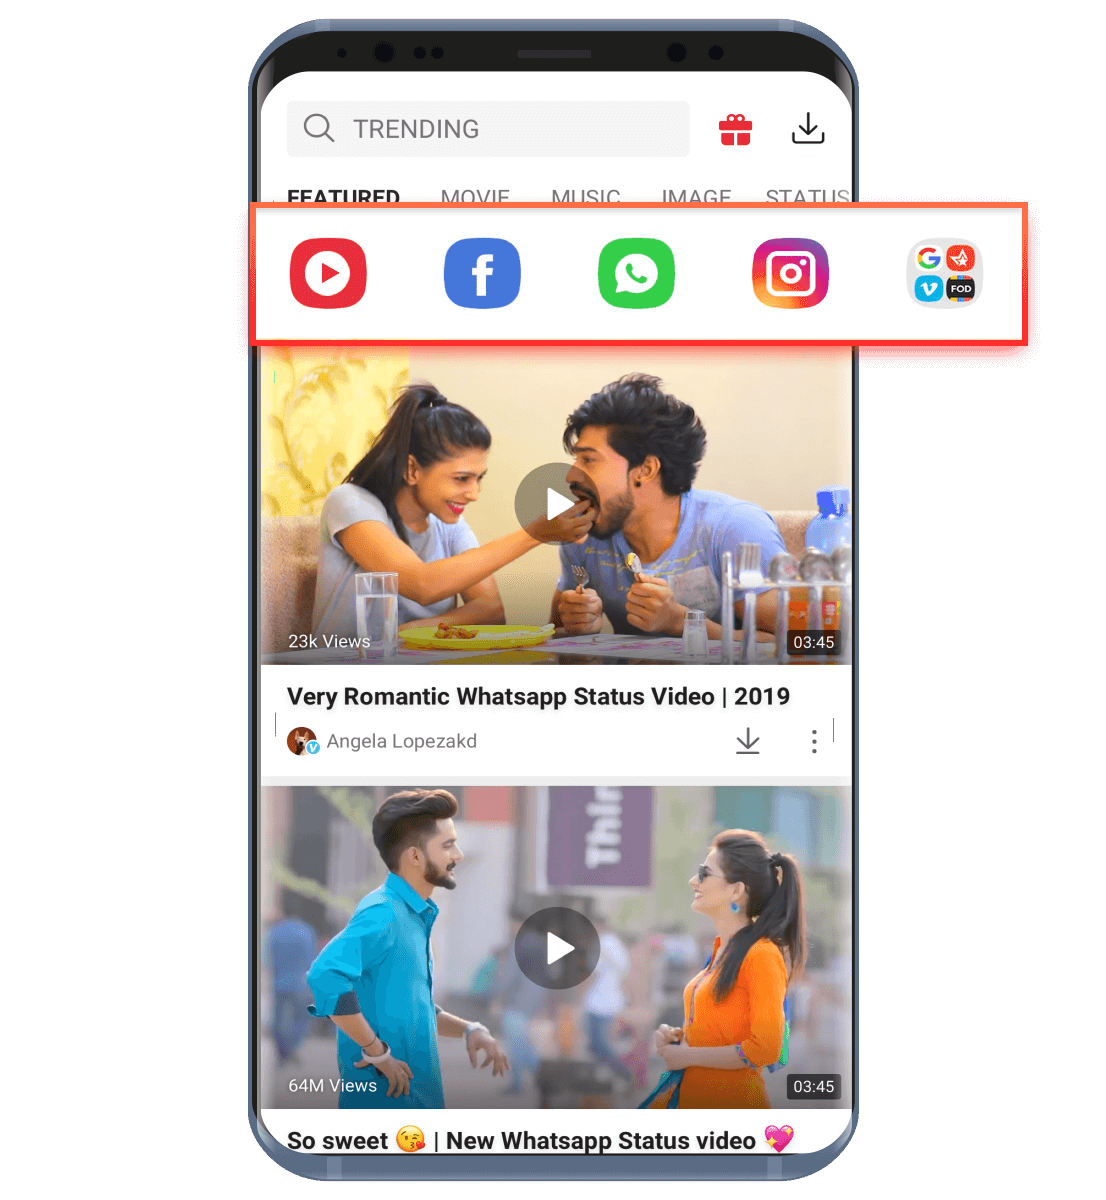 TRENDING
FEATURED MOVIE MUSIC IMAGE STATUS
f
G
v FOD
23k Views
03:45
Very Romantic Whatsapp Status Video | 2019
v
Angela Lopezakd
Thin
64M Views
03:45
So sweet 😘 | New Whatsapp Status video 💖